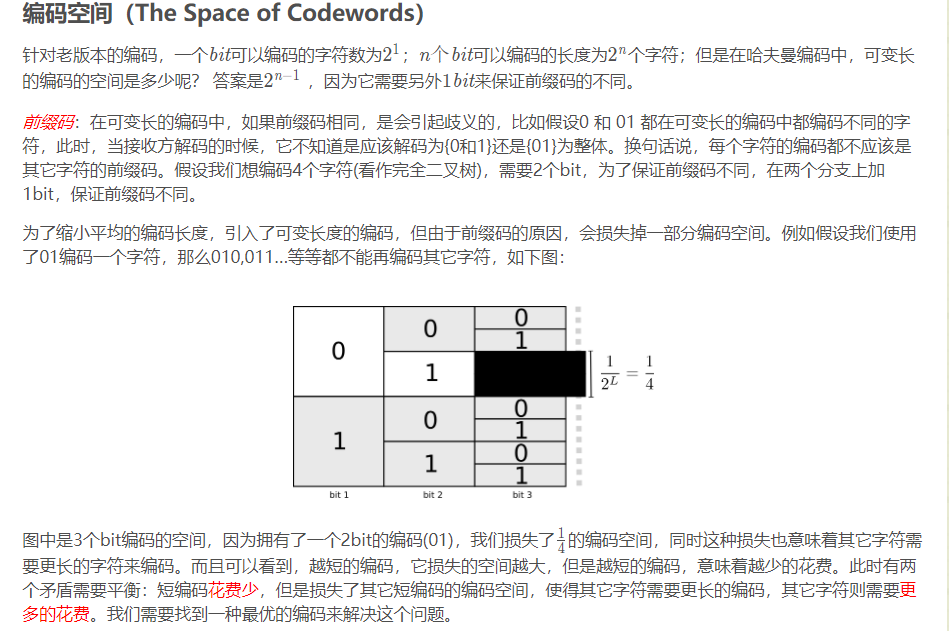 编码空间（The Space of Codewords）
针对老版本的编码，一个bit可以编码的字符数为2^1；n个bit可以编码的长度为2^n个字符；但是在哈夫曼编码中，可变长
的编码的空间是多少呢？ 答案是2^{n−1} ，因为它需要另外1bit来保证前缀码的不同。
前缀码：在可变长的编码中，如果前缀码相同，是会引起歧义的，比如假设0 和 01 都在可变长的编码中都编码不同的字
符，此时，当接收方解码的时候，它不知道是应该解码为{0和1}还是{01}为整体。换句话说，每个字符的编码都不应该是
其它字符的前缀码。假设我们想编码4个字符(看作完全二叉树)，需要2个bit，为了保证前缀码不同，在两个分支上加
1bit，保证前缀码不同。
为了缩小平均的编码长度，引入了可变长度的编码，但由于前缀码的原因，会损失掉一部分编码空间。例如假设我们使用
了01编码一个字符，那么010,011...等等都不能再编码其它字符，如下图：
0
0
0
1
1
1/2^L = 1/4
1
0
0
1
1
0
1
bit 1 bit 2 bit 3
图中是3个bit编码的空间，因为拥有了一个2bit的编码(01)，我们损失了1/4的编码空间，同时这种损失也意味着其它字符需
要更长的字符来编码。而且可以看到，越短的编码，它损失的空间越大，但是越短的编码，意味着越少的花费。此时有两
个矛盾需要平衡：短编码花费少，但是损失了其它短编码的编码空间，使得其它字符需要更长的编码，其它字符则需要更
多的花费。我们需要找到一种最优的编码来解决这个问题。